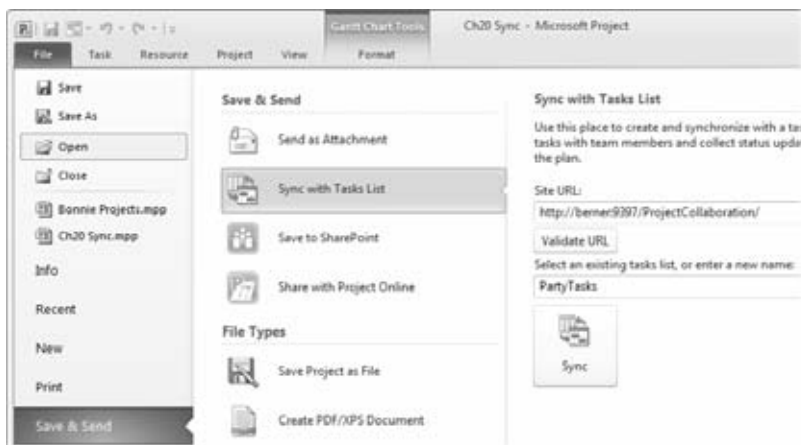 Gantt Chart Tools
Ch20 Sync - Microsoft Project
File Task Resource Project View Format
Save
Save As
Open
Close
Bonnie Projects.mpp
Ch20 Sync.mpp
Info
Recent
New
Print
Save & Send
Save & Send
Send as Attachment
Sync with Tasks List
Save to SharePoint
Share with Project Online
File Types
Save Project as File
Create PDF/XPS Document
Sync with Tasks List
Use this place to create and synchronize with a tas
tasks with team members and collect status upda
the plan.
Site URL:
http://berner:9397/ProjectCollaboration/
Validate URL
Select an existing tasks list, or enter a new name:
PartyTasks
Sync